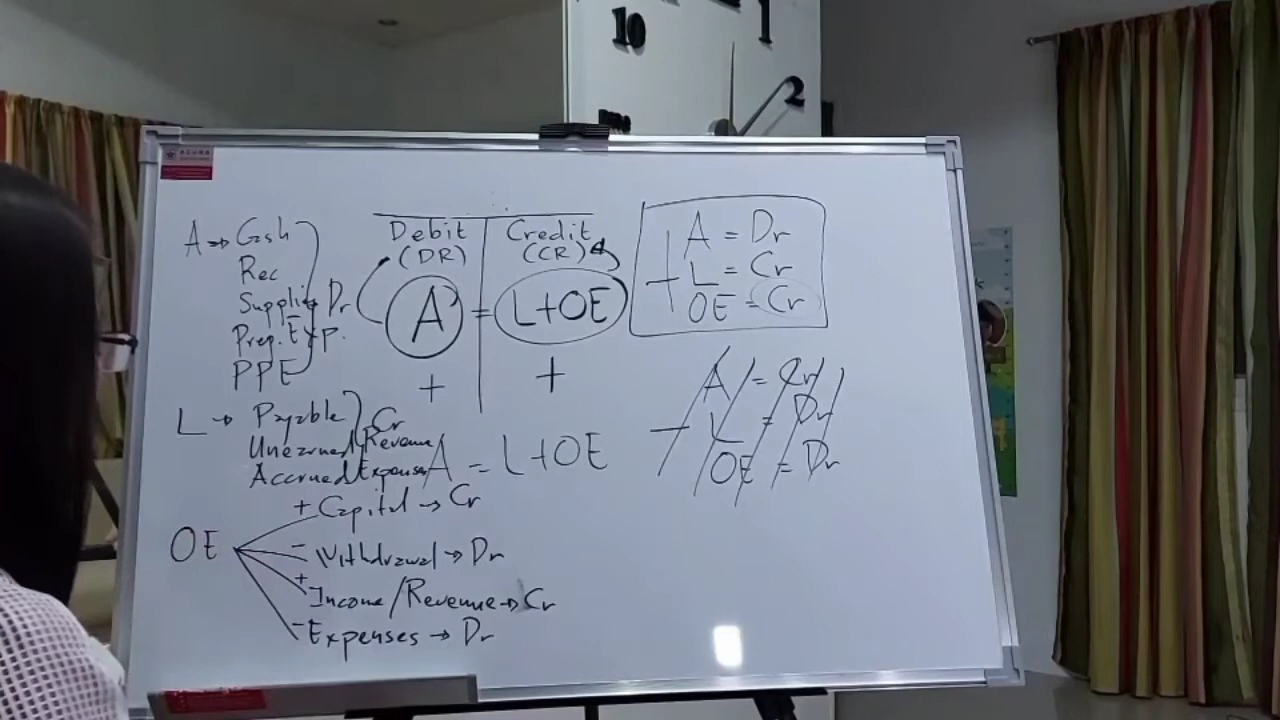 10
1
2
Debit
(DR)
Credit
(CR)
A = L+OE
+
+
A = L+OE
A → Cash
Rec
Supplies
Prep. Exp.
PPE
Dr
L → Payable
Unearned Revenue
Accrued Expenses
Cr
OE
+ Capital → Cr
- Withdrawal → Dr
+ Income/Revenue → Cr
- Expenses → Dr
+
A = Dr
L = Cr
OE = Cr
-
A = Cr
L = Dr
OE = Dr